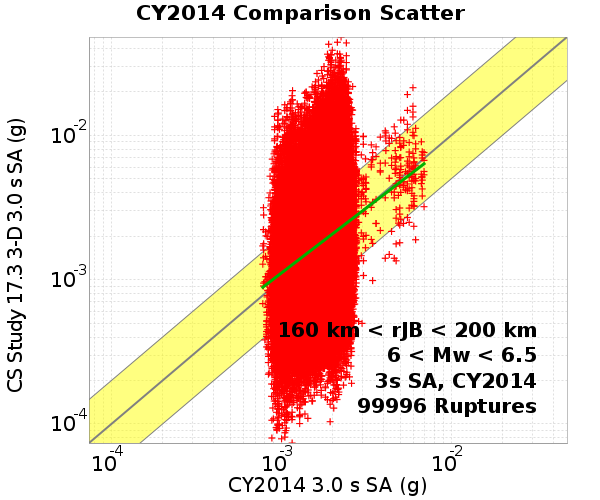 CY2014 Comparison Scatter
CS Study 17.3 3-D 3.0 s SA (g)
10-2
10-3
10-4
160 km < rJB < 200 km
6 < Mw < 6.5
3s SA, CY2014
99996 Ruptures
10-4 10-3 10-2
CY2014 3.0 s SA (g)